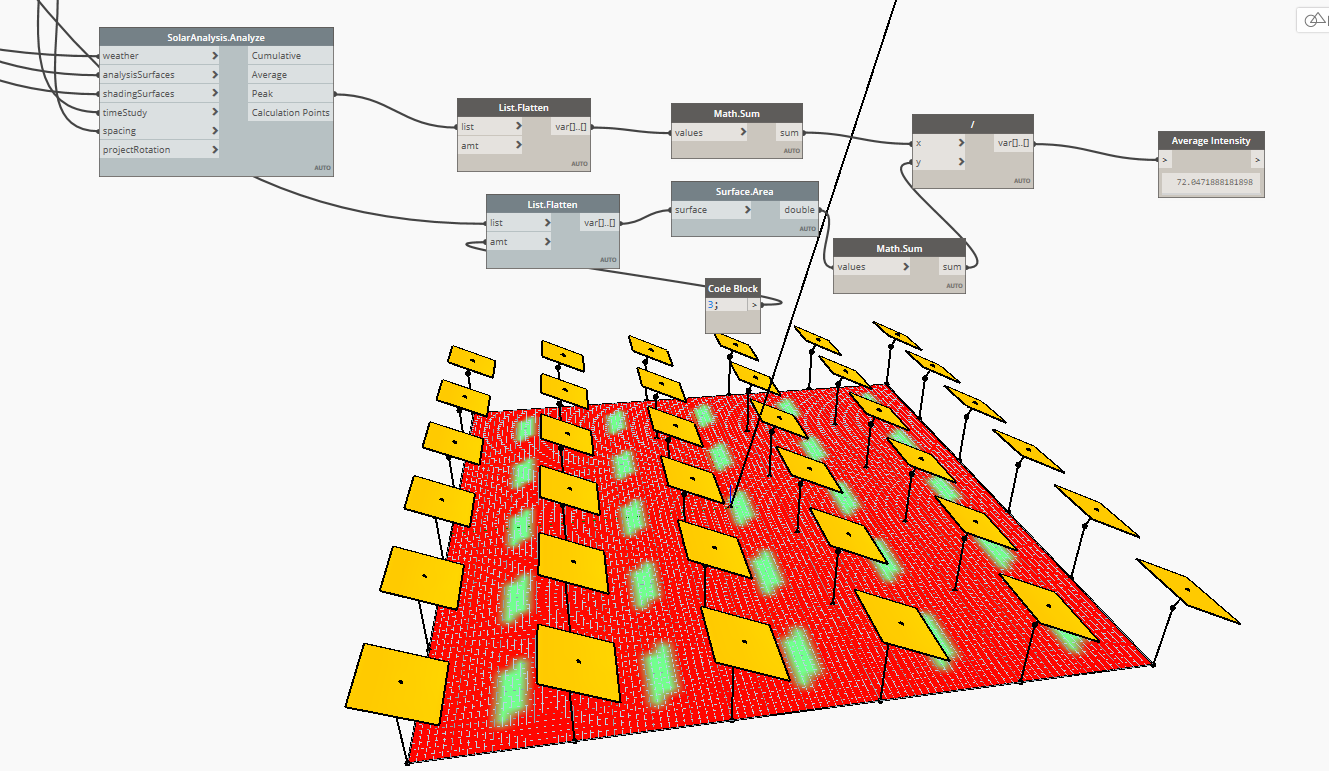 SolarAnalysis.Analyze
weather > Cumulative
analysisSurfaces > Average
shadingSurfaces > Peak
timeStudy > Calculation Points
spacing >
projectRotation >
AUTO
List.Flatten
list > var[]..[]
amt >
AUTO
Math.Sum
values > sum
AUTO
/
x > var[]..[]
y >
AUTO
Average Intensity
> >
72.0471888181898
List.Flatten
list > var[]..[]
amt >
AUTO
Surface.Area
surface > double
AUTO
Math.Sum
values > sum
AUTO
Code Block
3; >